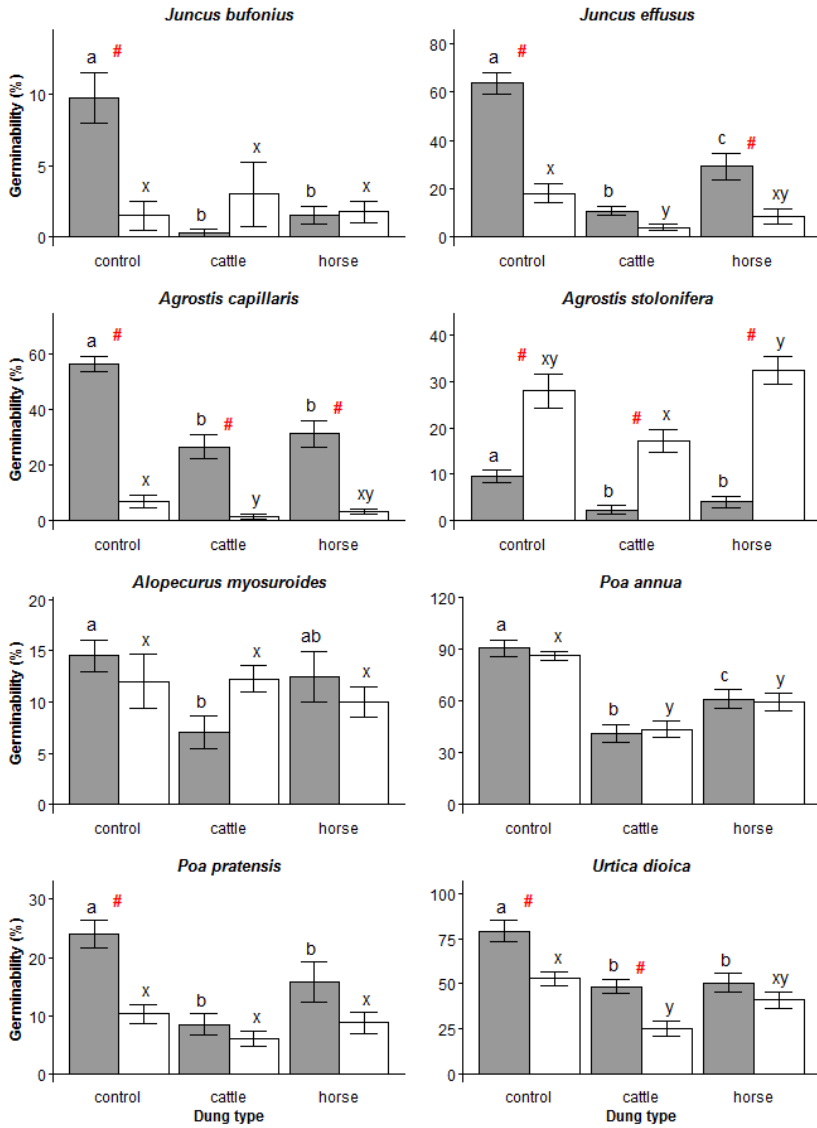 Juncus bufonius
Germinability (%)
10
5
0
a #
x
b
x
b
x
control cattle horse
Juncus effusus
80
60
40
20
0
a #
x
b
y
c #
xy
control cattle horse
Agrostis capillaris
Germinability (%)
60
40
20
0
a #
x
b #
y
b #
xy
control cattle horse
Agrostis stolonifera
40
30
20
10
0
a
# xy
b
# x
b
# y
control cattle horse
Alopecurus myosuroides
Germinability (%)
20
15
10
5
0
a
x
b
x
ab
x
control cattle horse
Poa annua
120
90
60
30
0
a
x
b
y
c
y
control cattle horse
Poa pratensis
Germinability (%)
30
20
10
0
a #
x
b
x
b
x
control cattle horse
Dung type
Urtica dioica
100
75
50
25
0
a #
x
b #
y
b
xy
control cattle horse
Dung type